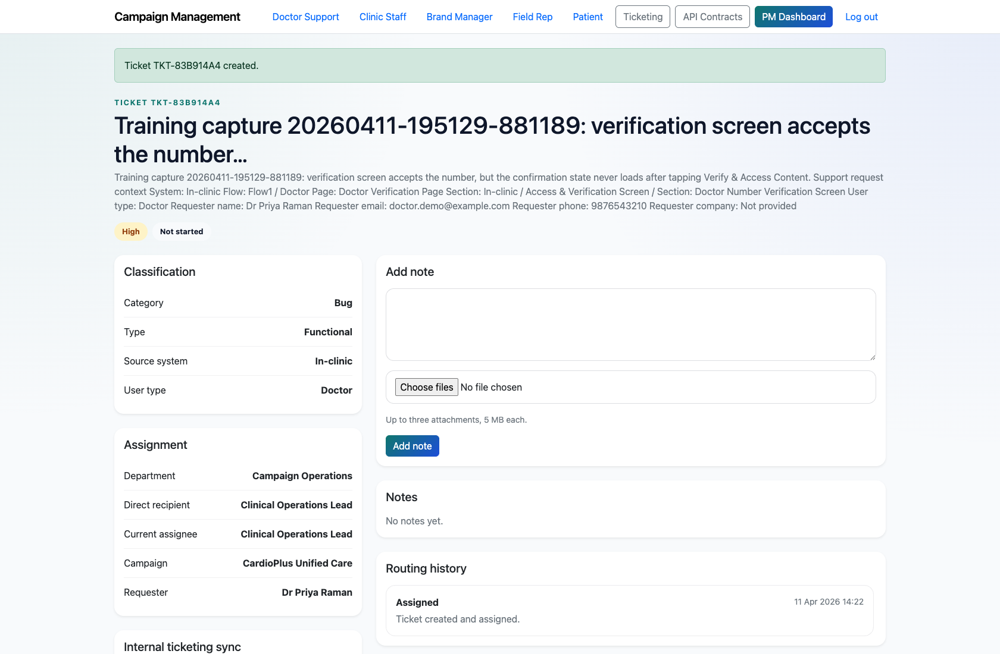 Campaign Management
Doctor Support
Clinic Staff
Brand Manager
Field Rep
Patient
Ticketing
API Contracts
PM Dashboard
Log out
Ticket TKT-83B914A4 created.
TICKET TKT-83B914A4
Training capture 20260411-195129-881189: verification screen accepts
the number...
Training capture 20260411-195129-881189: verification screen accepts the number, but the confirmation state never loads after tapping Verify & Access Content. Support request
context System: In-clinic Flow: Flow1 / Doctor Page: Doctor Verification Page Section: In-clinic / Access & Verification Screen / Section: Doctor Number Verification Screen User
type: Doctor Requester name: Dr Priya Raman Requester email: doctor.demo@example.com Requester phone: 9876543210 Requester company: Not provided
High
Not started
Classification
Category Bug
Type Functional
Source system In-clinic
User type Doctor
Assignment
Department Campaign Operations
Direct recipient Clinical Operations Lead
Current assignee Clinical Operations Lead
Campaign CardioPlus Unified Care
Requester Dr Priya Raman
Internal ticketing sync
Add note
Choose files No file chosen
Up to three attachments, 5 MB each.
Add note
Notes
No notes yet.
Routing history
Assigned 11 Apr 2026 14:22
Ticket created and assigned.